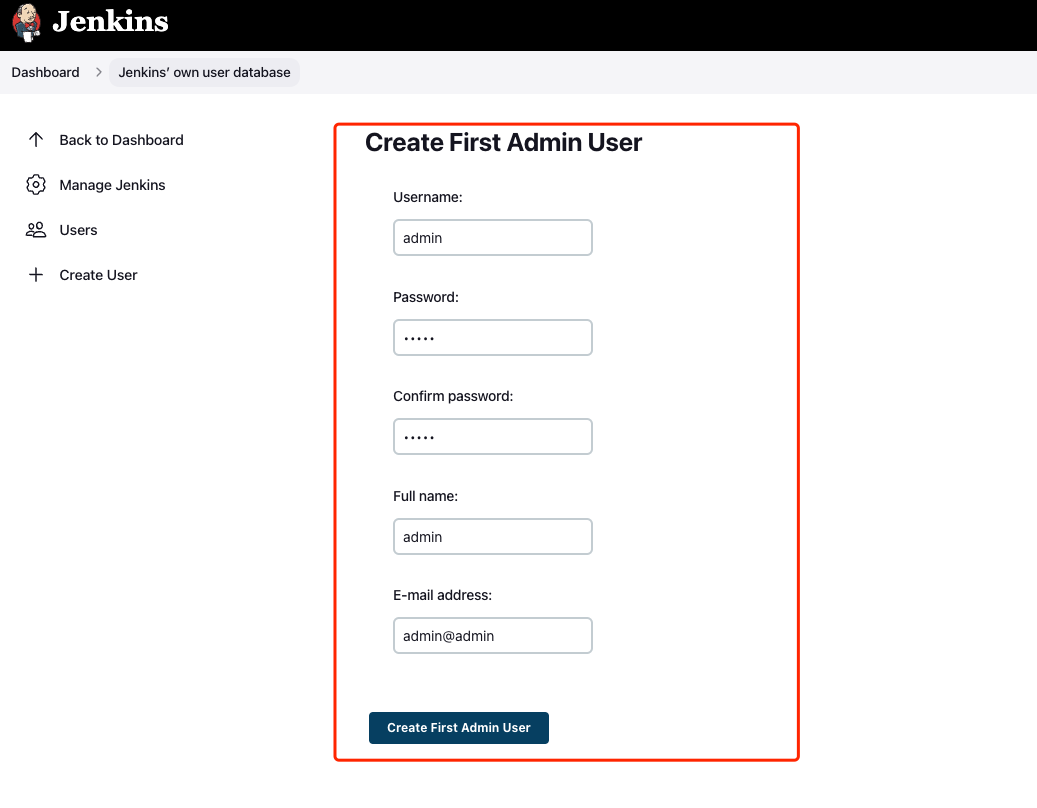 Jenkins
Dashboard
Jenkins’ own user database
Back to Dashboard
Manage Jenkins
Users
Create User
Create First Admin User
Username:
admin
Password:
•••••
Confirm password:
•••••
Full name:
admin
E-mail address:
admin@admin
Create First Admin User